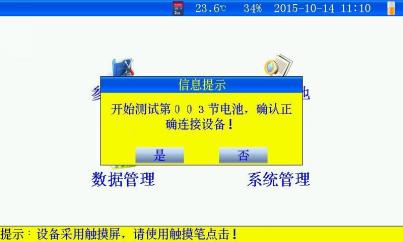 23.6℃ 34% 2015-10-14 11:10
信息提示
开始测试第003节电池，确认正
确连接设备！
是 否
数据管理 系统管理
提示：设备采用触摸屏，请使用触摸笔点击！